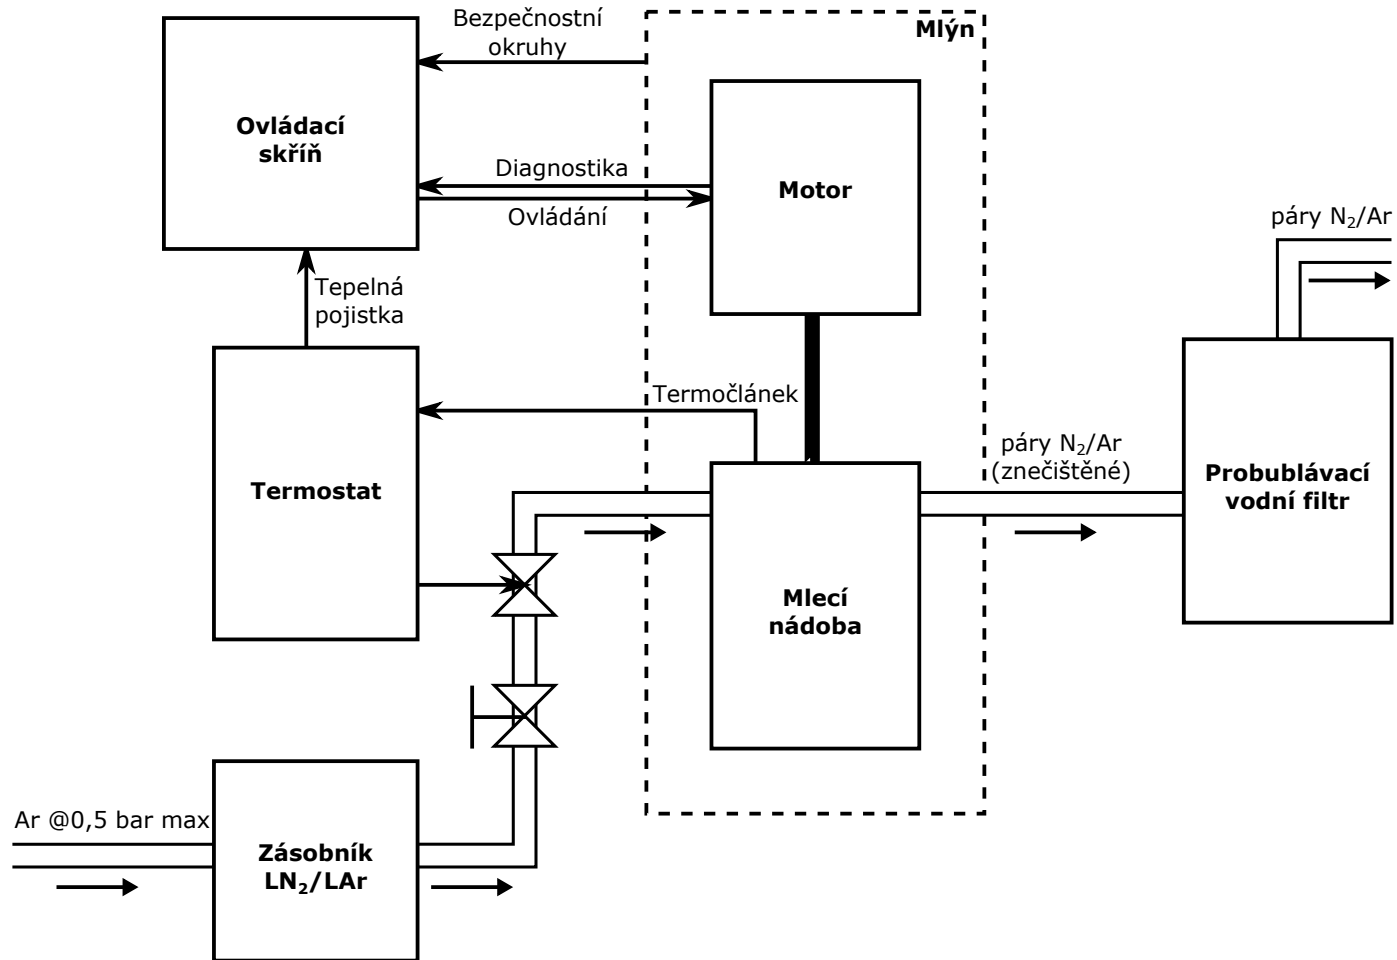 Bezpečnostní
okruhy
Mlýn
Ovládací
skříň
Diagnostika
Ovládání
Motor
páry N₂/Ar
Tepelná
pojistka
Termočlánek
Termostat
páry N₂/Ar
(znečištěné)
Probublávací
vodní filtr
Mlecí
nádoba
Ar @0,5 bar max
Zásobník
LN₂/LAr